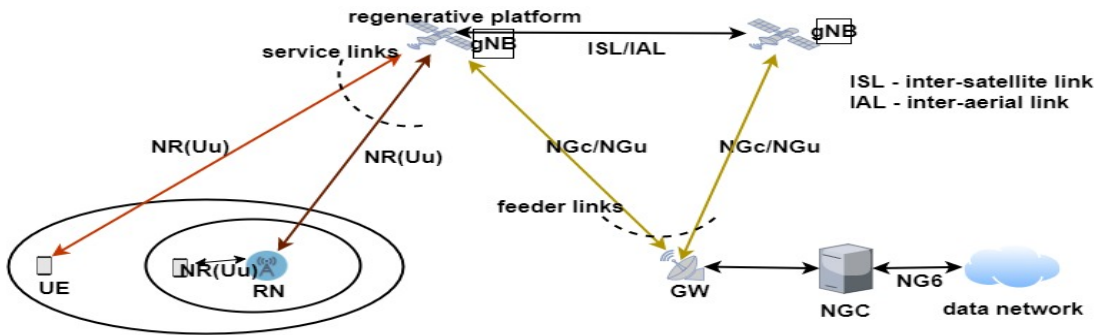 regenerative platform
gNB
gNB
service links
ISL/IAL
ISL - inter-satellite link
IAL - inter-aerial link
NR(Uu)
NR(Uu)
NGc/NGu
NGc/NGu
feeder links
NR(Uu)
UE
RN
GW
NGC
NG6
data network